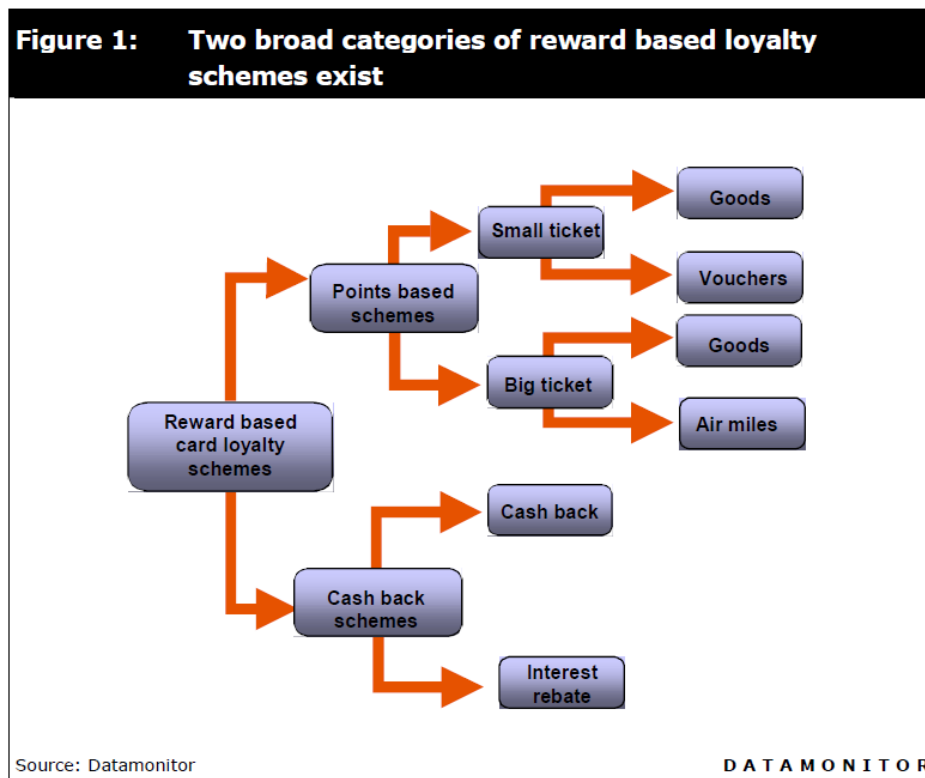 Figure 1: Two broad categories of reward based loyalty
schemes exist
Goods
Small ticket
Vouchers
Points based
schemes
Goods
Big ticket
Air miles
Reward based
card loyalty
schemes
Cash back
Cash back
schemes
Interest
rebate
Source: Datamonitor
DATAMONITOR